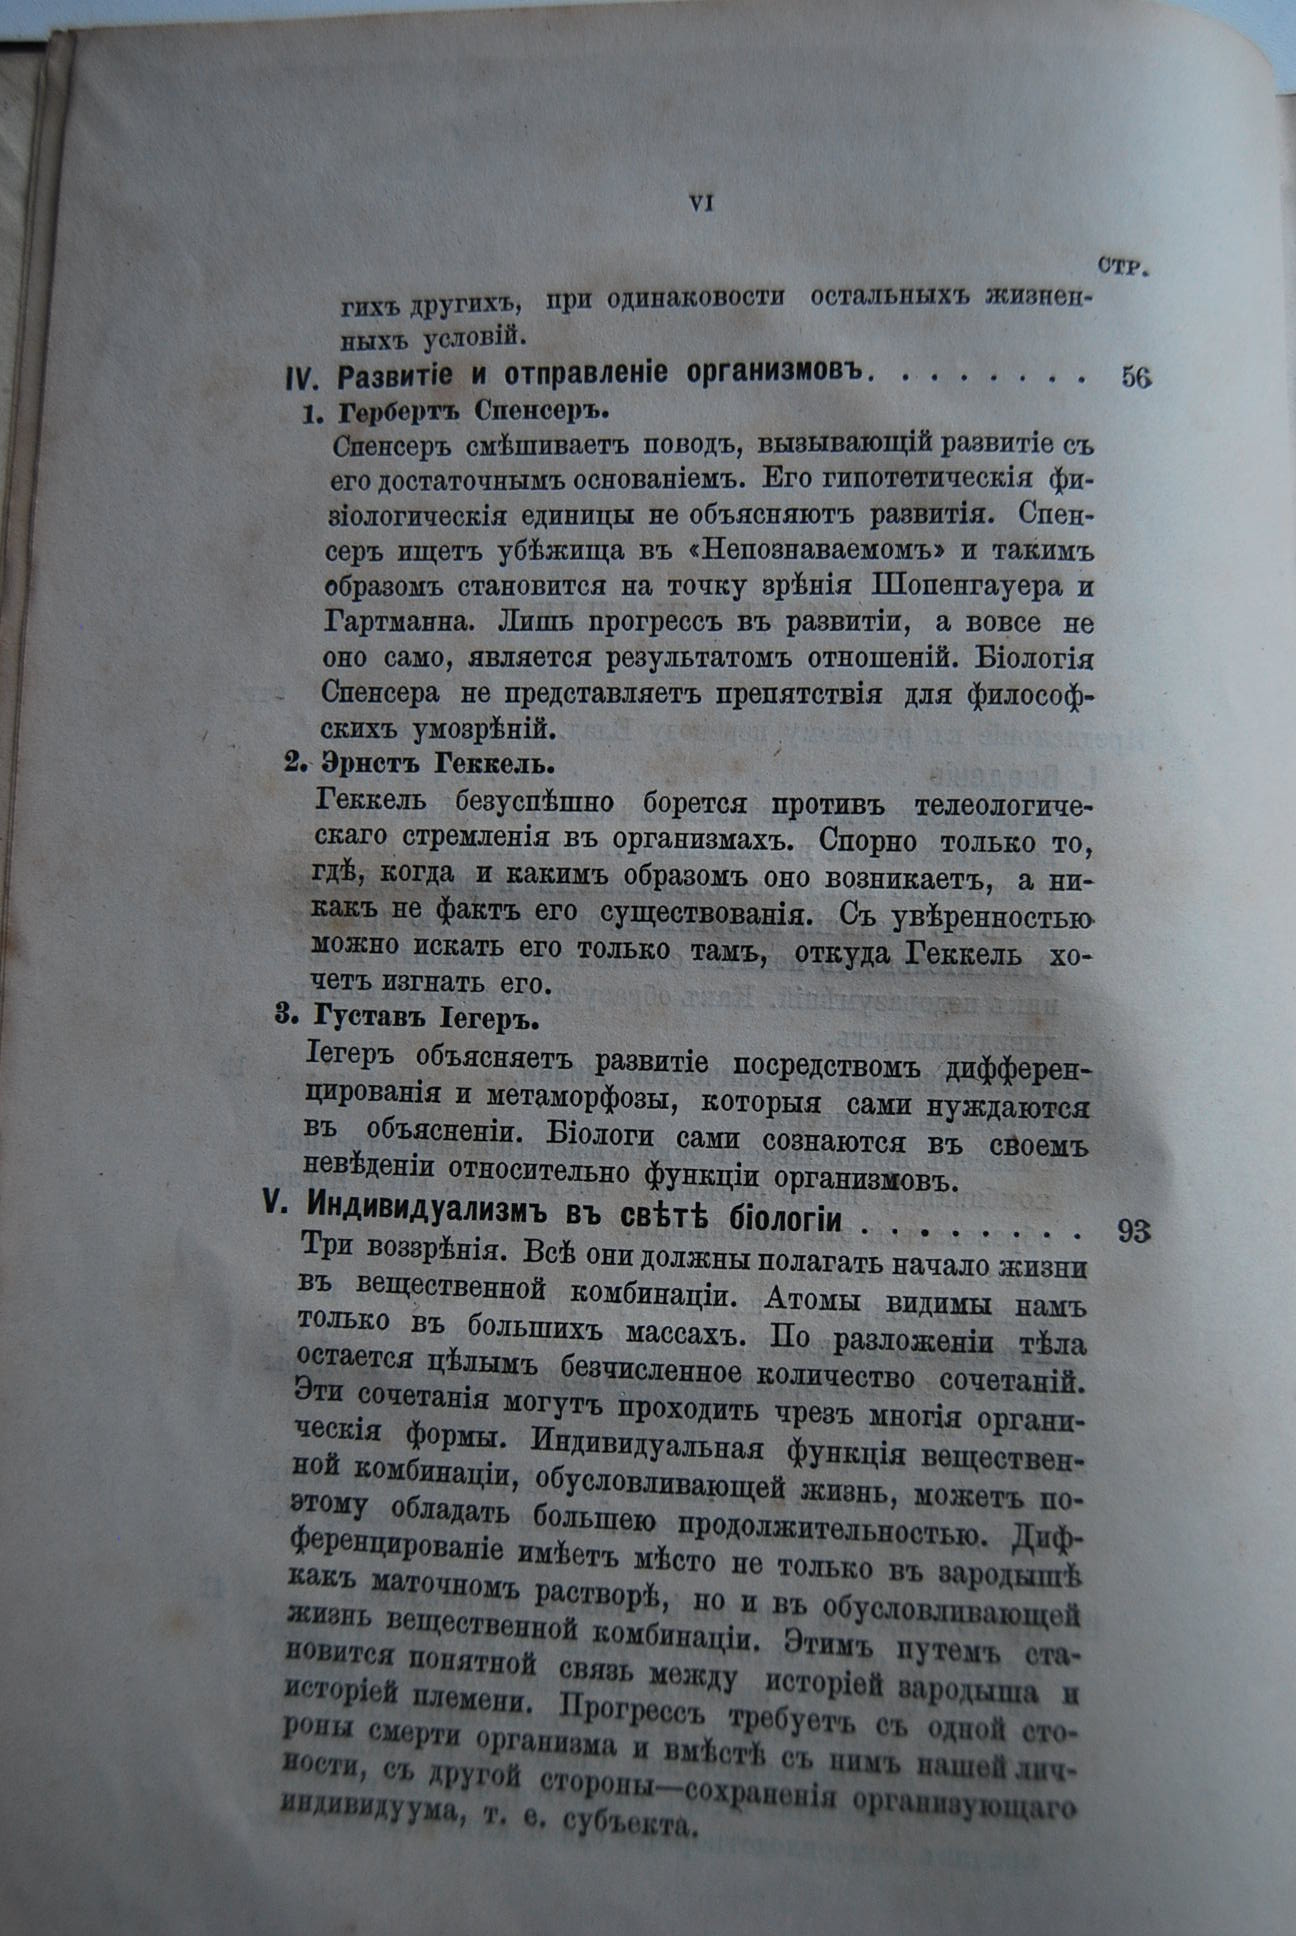 VI
СТР.
гихъ другихъ, при одинаковости остальныхъ жизнен-
ныхъ условій.
IV. Развитіе и отправленіе организмовъ. . . . . . . . . 56
1. Гербертъ Спенсеръ.
Спенсеръ смѣшиваетъ поводъ, вызывающій развитіе съ
его достаточнымъ основаніемъ. Его гипотетическія фи-
зіологическія единицы не объясняютъ развитія. Спен-
серъ ищетъ убѣжища въ «Непознаваемомъ» и такимъ
образомъ становится на точку зрѣнія Шопенгауера и
Гартманна. Лишь прогрессъ въ развитіи, а вовсе не
оно само, является результатомъ отношеній. Біологія
Спенсера не представляетъ препятствія для философ-
скихъ умозрѣній.
2. Эрнстъ Геккель.
Геккель безуспѣшно борется противъ телеологиче-
скаго стремленія въ организмахъ. Спорно только то,
гдѣ, когда и какимъ образомъ оно возникаетъ, а ни-
какъ не фактъ его существованія. Съ увѣренностью
можно искать его только тамъ, откуда Геккель хо-
четъ изгнать его.
3. Густавъ Іегеръ.
Іегеръ объясняетъ развитіе посредствомъ дифферен-
цированія и метаморфозы, которыя сами нуждаются
въ объясненіи. Біологи сами сознаются въ своемъ
невѣденіи относительно функціи организмовъ.
V. Индивидуализмъ въ свѣтѣ біологіи . . . . . . . . 93
Три воззрѣнія. Всѣ они должны полагать начало жизни
въ вещественной комбинаціи. Атомы видимы намъ
только въ большихъ массахъ. По разложеніи тѣла
остается цѣлымъ безчисленное количество сочетаній.
Эти сочетанія могутъ проходить чрезъ многія органи-
ческія формы. Индивидуальная функція веществен-
ной комбинаціи, обусловливающей жизнь, можетъ по-
этому обладать большею продолжительностью. Диф-
ференцированіе имѣетъ мѣсто не только въ зародышѣ
какъ маточномъ растворѣ, но и въ обусловливающей
жизнь вещественной комбинаціи. Этимъ путемъ ста-
новится понятной связь между исторіей зародыша и
исторіей племени. Прогрессъ требуетъ съ одной сто-
роны смерти организма и вмѣстѣ съ нимъ нашей лич-
ности, съ другой стороны—сохраненія организующаго
индивидуума, т. е. субъекта.